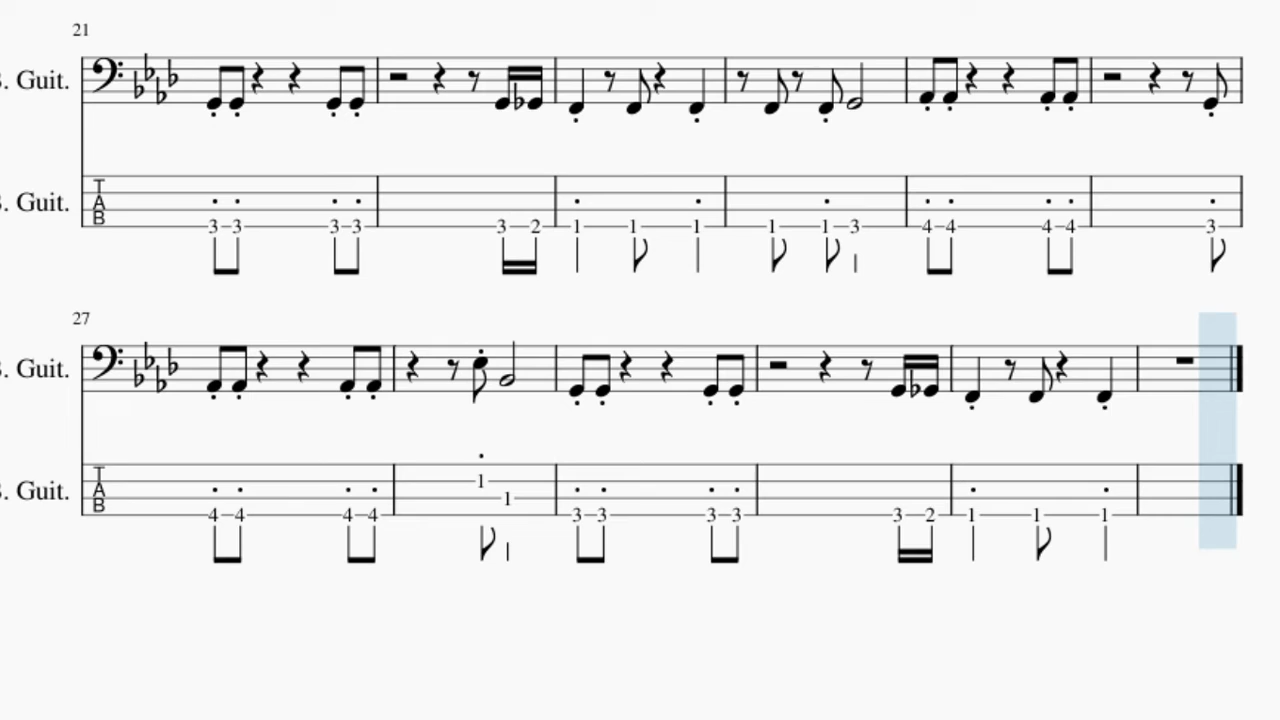 21
. Guit.
T
A
B
. Guit.
3 3 3 3 3 2 1 1 1 1 1 3 4 4 4 4 3
27
. Guit.
T
A
B
. Guit.
4 4 4 4 1 1 3 3 3 3 3 2 1 1 1